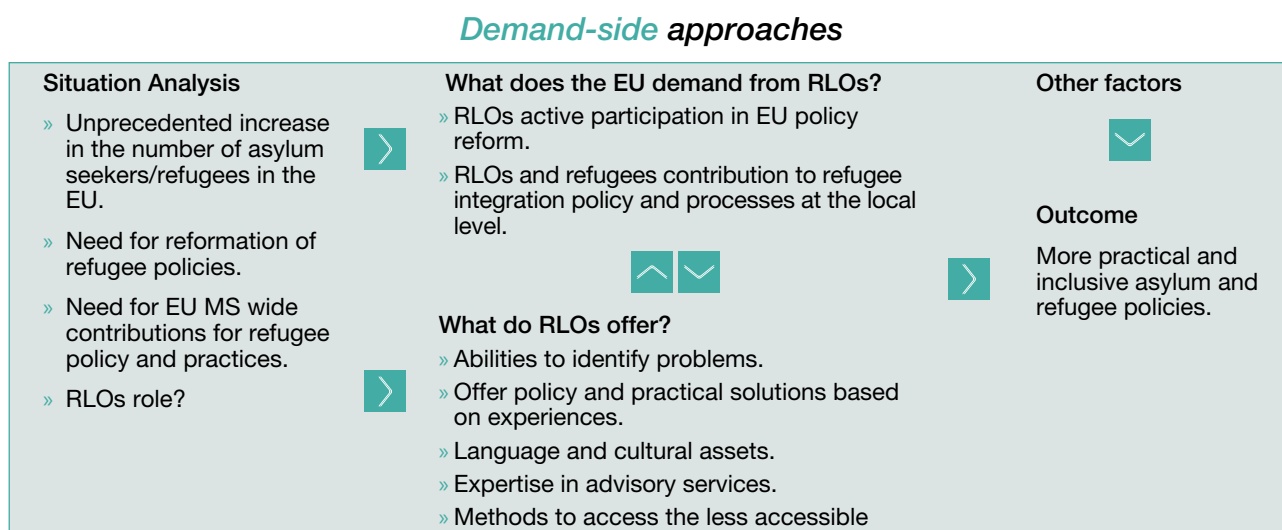 Demand-side approaches
Situation Analysis
» Unprecedented increase
in the number of asylum
seekers/refugees in the
EU.
» Need for reformation of
refugee policies.
» Need for EU MS wide
contributions for refugee
policy and practices.
» RLOs role?
What does the EU demand from RLOs?
» RLOs active participation in EU policy
reform.
» RLOs and refugees contribution to refugee
integration policy and processes at the local
level.
What do RLOs offer?
» Abilities to identify problems.
» Offer policy and practical solutions based
on experiences.
» Language and cultural assets.
» Expertise in advisory services.
» Methods to access the less accessible
Other factors
Outcome
More practical and
inclusive asylum and
refugee policies.